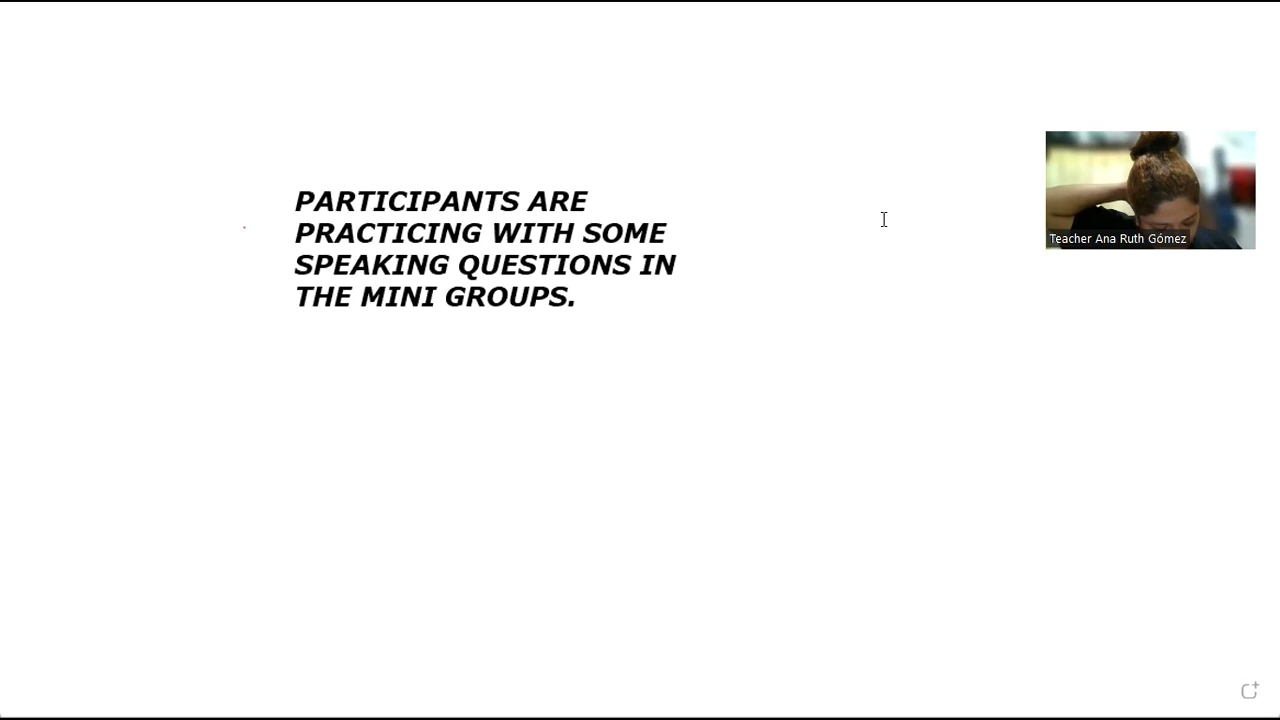 PARTICIPANTS ARE
PRACTICING WITH SOME
SPEAKING QUESTIONS IN
THE MINI GROUPS.
Teacher Ana Ruth Gómez